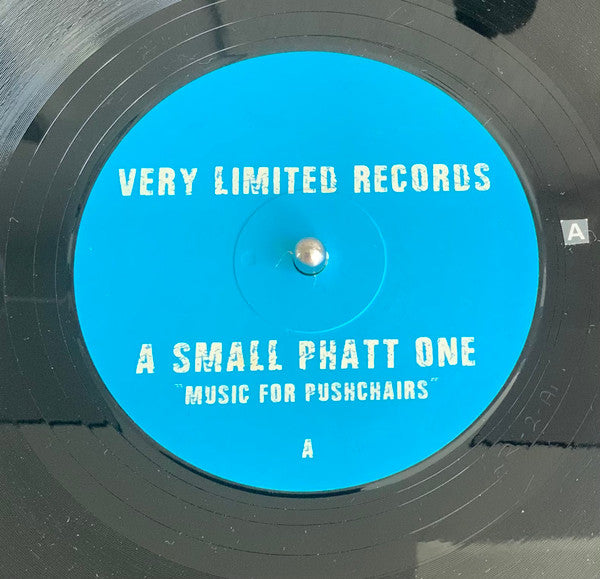 VERY LIMITED RECORDS
A
A SMALL PHATT ONE
"MUSIC FOR PUSHCHAIRS"
A